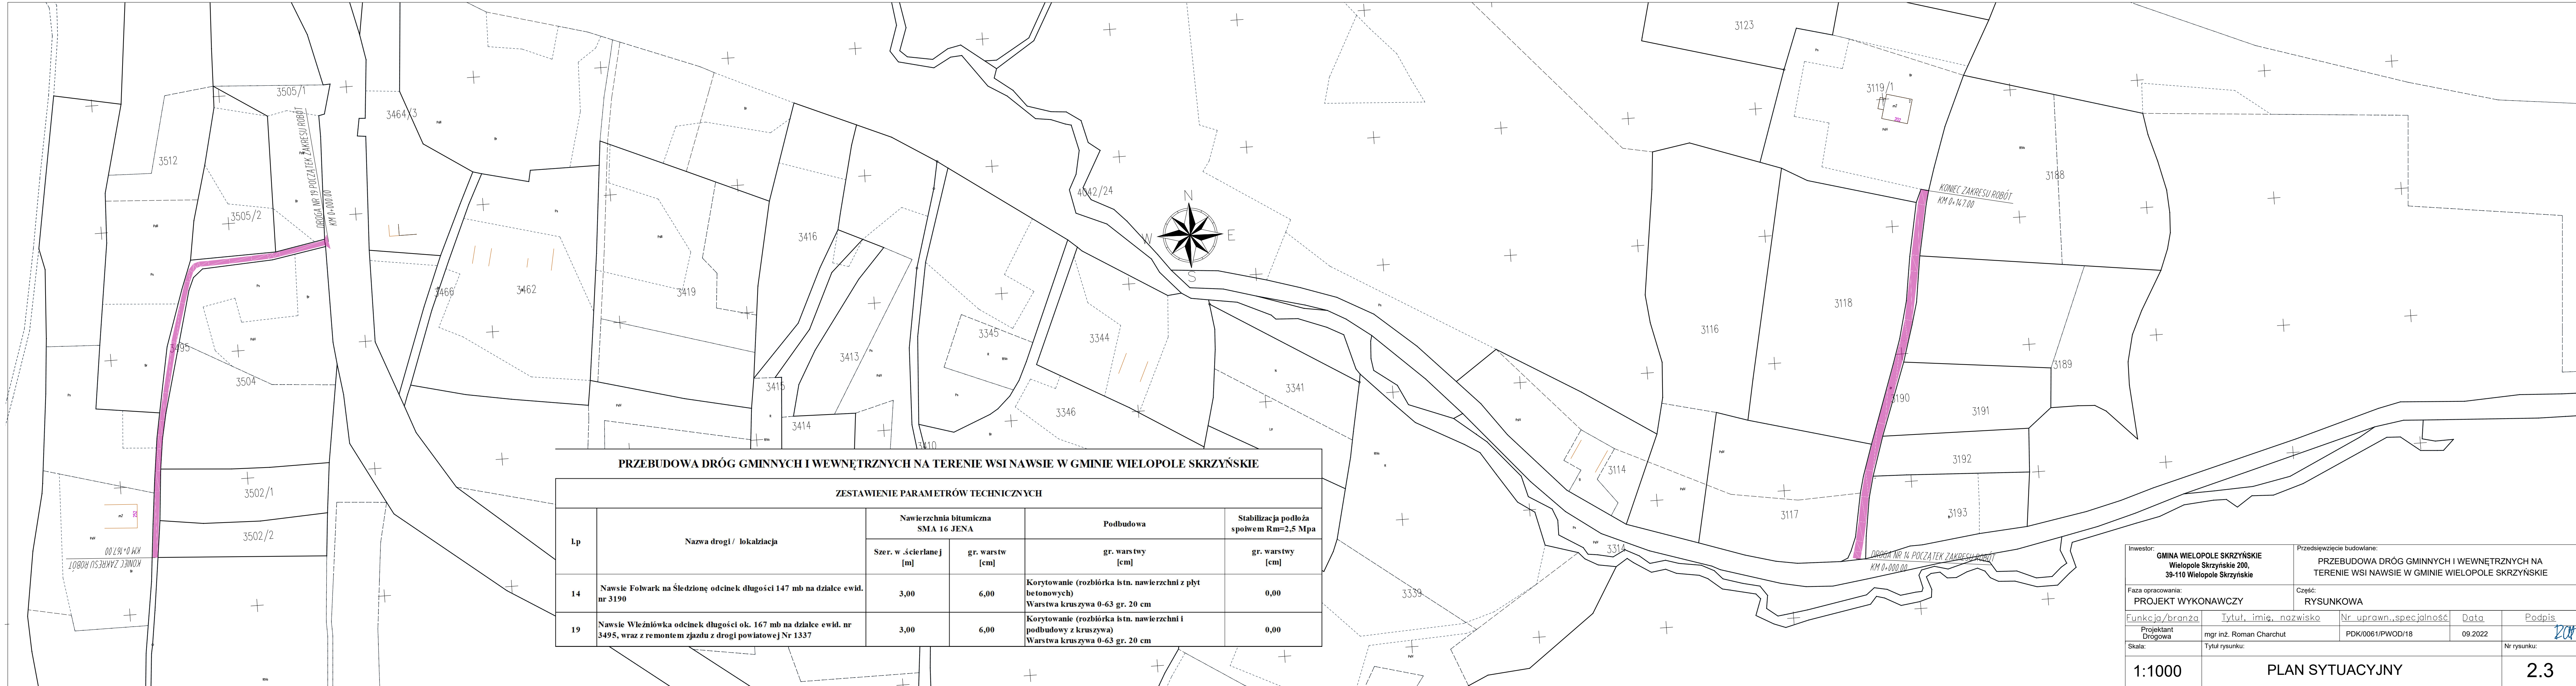 3123
3505/1
3464/3
3119/1
m2
3512
DROGA NR 19 POCZĄTEK ZAKRESU ROBÓT
KM 0+000.00
3188
4042/24
KONIEC ZAKRESU ROBÓT
KM 0+147.00
3505/2
N
W
E
S
3416
3466
3462
3419
3118
3116
3345
3344
3495
3413
3189
3504
3415
3341
3190
3191
3346
3414
3410
3192
3114
3502/1
3117
3193
3502/2
m2
KM 0+167.00
KONIEC ZAKRESU ROBÓT
3314
DROGA NR 14 POCZĄTEK ZAKRESU ROBÓT
KM 0+000.00
3339
PRZEBUDOWA DRÓG GMINNYCH I WEWNĘTRZNYCH NA TERENIE WSI NAWSIE W GMINIE WIELOPOLE SKRZYŃSKIE
ZESTAWIENIE PARAMETRÓW TECHNICZNYCH
Lp
Nazwa drogi / lokalziacja
Nawierzchnia bitumiczna
SMA 16 JENA
Podbudowa
Stabilizacja podłoża
spoiwem Rm=2,5 Mpa
Szer. w .ścierlanej
[m]
gr. warstw
[cm]
gr. warstwy
[cm]
gr. warstwy
[cm]
14
Nawsie Folwark na Śledzionę odcinek długości 147 mb na działce ewid.
nr 3190
3,00
6,00
Korytowanie (rozbiórka istn. nawierzchni z płyt
betonowych)
Warstwa kruszywa 0-63 gr. 20 cm
0,00
19
Nawsie Wleźniówka odcinek długości ok. 167 mb na działce ewid. nr
3495, wraz z remontem zjazdu z drogi powiatowej Nr 1337
3,00
6,00
Korytowanie (rozbiórka istn. nawierzchni i
podbudowy z kruszywa)
Warstwa kruszywa 0-63 gr. 20 cm
0,00
Inwestor:
GMINA WIELOPOLE SKRZYŃSKIE
Wielopole Skrzyńskie 200,
39-110 Wielopole Skrzyńskie
Przedsięwzięcie budowlane:
PRZEBUDOWA DRÓG GMINNYCH I WEWNĘTRZNYCH NA
TERENIE WSI NAWSIE W GMINIE WIELOPOLE SKRZYŃSKIE
Faza opracowania:
PROJEKT WYKONAWCZY
Część:
RYSUNKOWA
Funkcja/branża
Tytuł, imię, nazwisko
Nr uprawn.,specjalność
Data
Podpis
Projektant
Drogowa
mgr inż. Roman Charchut
PDK/0061/PWOD/18
09.2022
Skala:
1:1000
Tytuł rysunku:
PLAN SYTUACYJNY
Nr rysunku:
2.3